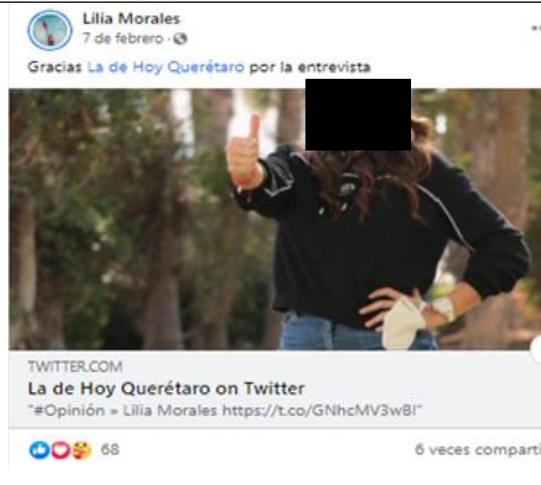 Lilia Morales
7 de febrero ·
Gracias La de Hoy Querétaro por la entrevista
TWITTER.COM
La de Hoy Querétaro on Twitter
"#Opinión » Lilia Morales https://t.co/GNhcMV3wBI"
68
6 veces comparti